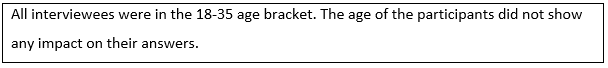 All interviewees were in the 18-35 age bracket. The age of the participants did not show
any impact on their answers.